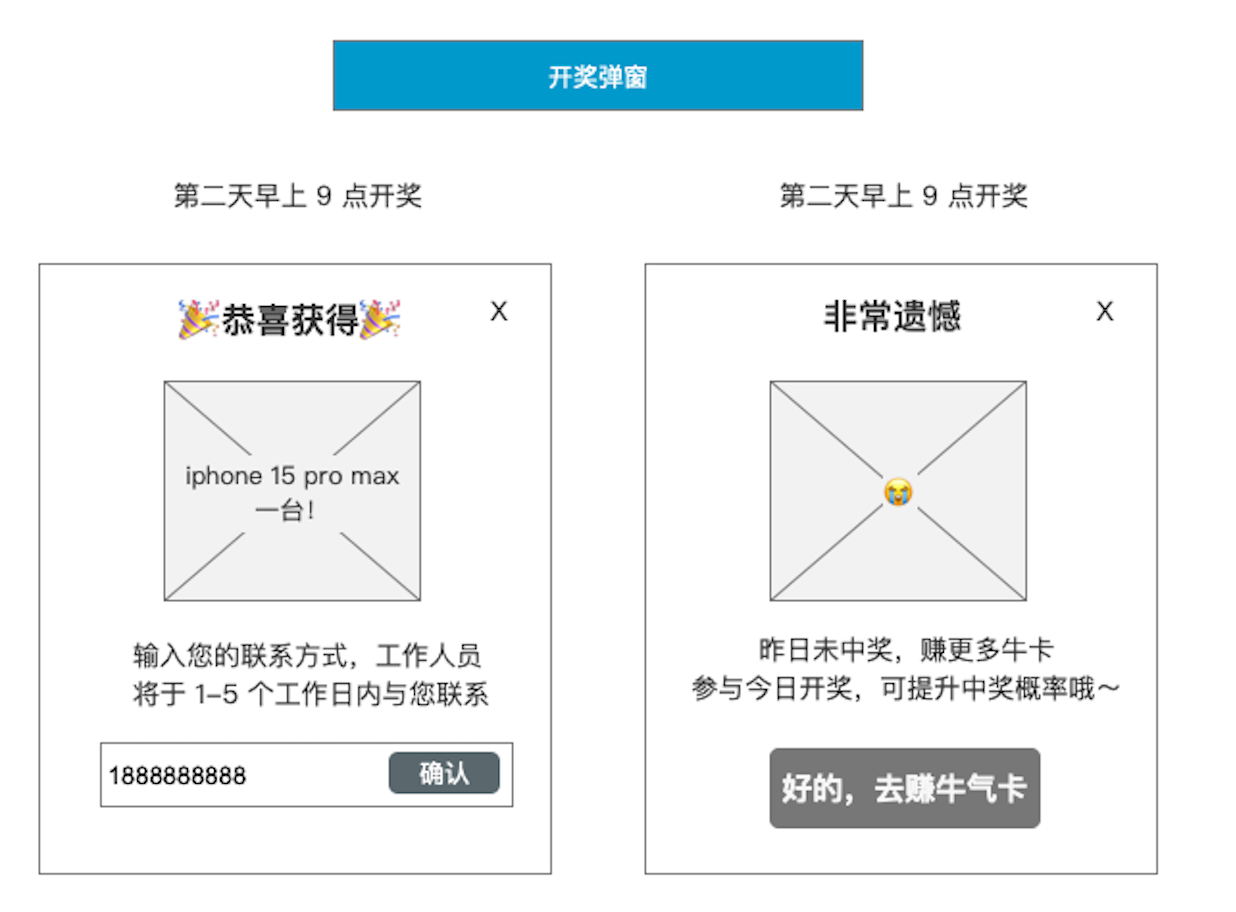 开奖弹窗
第二天早上 9 点开奖
第二天早上 9 点开奖
🎉恭喜获得🎉
X
iphone 15 pro max
一台！
输入您的联系方式，工作人员
将于 1–5 个工作日内与您联系
1888888888
确认
非常遗憾
X
😭
昨日未中奖，赚更多牛卡
参与今日开奖，可提升中奖概率哦～
好的，去赚牛气卡